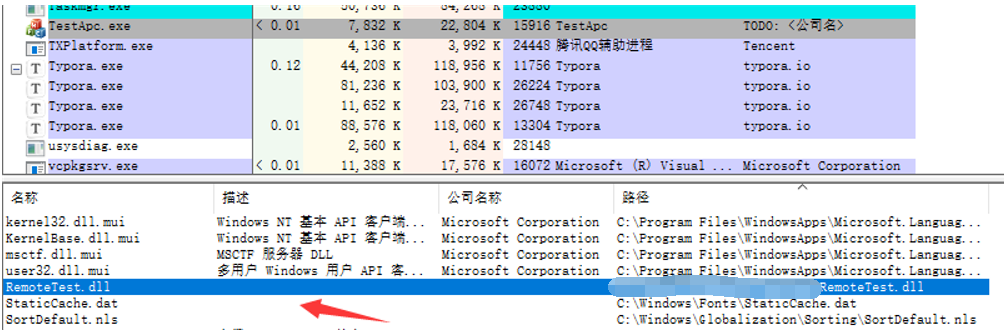 Taskmgr.exe 0.16 50,736 K 64,268 K 23880
TestApc.exe < 0.01 7,832 K 22,804 K 15916 TestApc TODO: <公司名>
TXPlatform.exe 4,136 K 3,992 K 24448 腾讯QQ辅助进程 Tencent
Typora.exe 0.12 44,208 K 118,956 K 11756 Typora typora.io
Typora.exe 81,236 K 103,900 K 26224 Typora typora.io
Typora.exe 11,652 K 23,716 K 26748 Typora typora.io
Typora.exe 0.01 88,576 K 118,060 K 13304 Typora typora.io
usysdiag.exe 2,560 K 1,684 K 28148
vcpkgsrv.exe < 0.01 11,388 K 17,576 K 16072 Microsoft (R) Visual ... Microsoft Corporation
名称 描述 公司名称 路径
kernel32.dll.mui Windows NT 基本 API 客户端... Microsoft Corporation C:\Program Files\WindowsApps\Microsoft.Languag...
KernelBase.dll.mui Windows NT 基本 API 客户端... Microsoft Corporation C:\Program Files\WindowsApps\Microsoft.Languag...
msctf.dll.mui MSCTF 服务器 DLL Microsoft Corporation C:\Program Files\WindowsApps\Microsoft.Languag...
user32.dll.mui 多用户 Windows 用户 API 客... Microsoft Corporation C:\Program Files\WindowsApps\Microsoft.Languag...
RemoteTest.dll RemoteTest.dll
StaticCache.dat C:\Windows\Fonts\StaticCache.dat
SortDefault.nls C:\Windows\Globalization\Sorting\SortDefault.nls